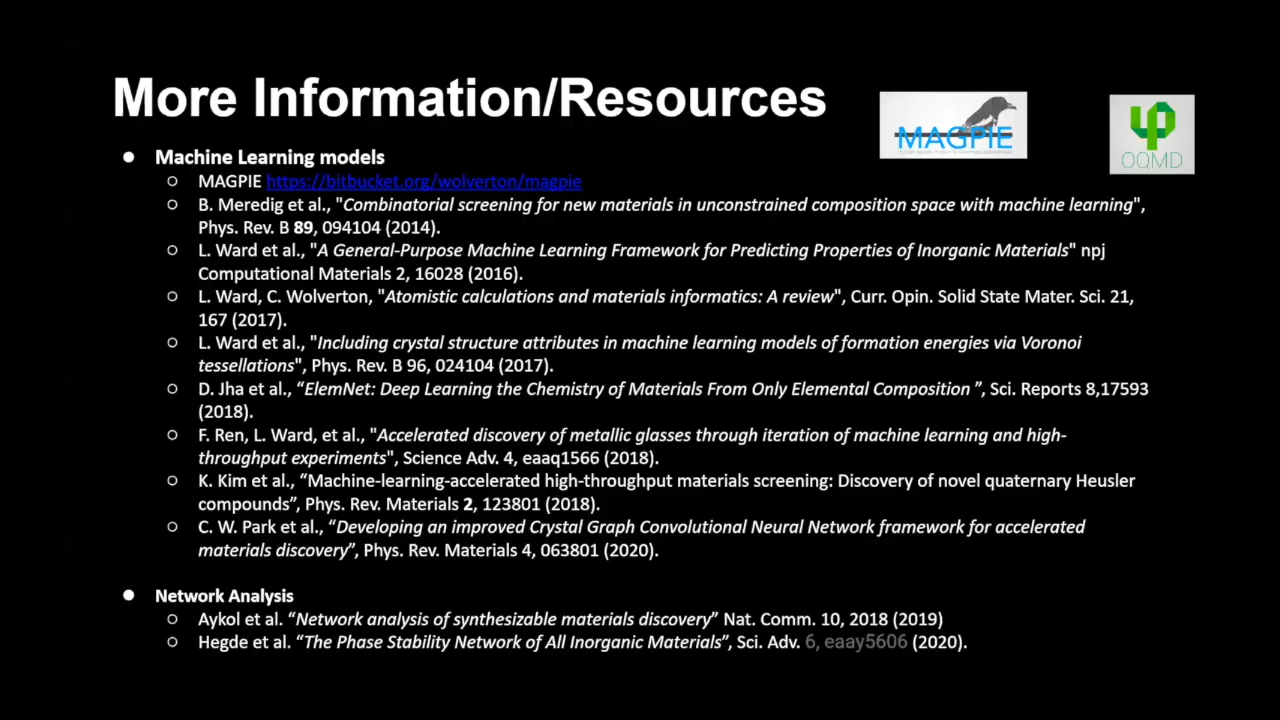 More Information/Resources
MAGPIE
OQMD
● Machine Learning models
○ MAGPIE https://bitbucket.org/wolverton/magpie
○ B. Meredig et al., "Combinatorial screening for new materials in unconstrained composition space with machine learning",
Phys. Rev. B 89, 094104 (2014).
○ L. Ward et al., "A General-Purpose Machine Learning Framework for Predicting Properties of Inorganic Materials" npj
Computational Materials 2, 16028 (2016).
○ L. Ward, C. Wolverton, "Atomistic calculations and materials informatics: A review", Curr. Opin. Solid State Mater. Sci. 21,
167 (2017).
○ L. Ward et al., "Including crystal structure attributes in machine learning models of formation energies via Voronoi
tessellations", Phys. Rev. B 96, 024104 (2017).
○ D. Jha et al., “ElemNet: Deep Learning the Chemistry of Materials From Only Elemental Composition ”, Sci. Reports 8,17593
(2018).
○ F. Ren, L. Ward, et al., "Accelerated discovery of metallic glasses through iteration of machine learning and high-
throughput experiments", Science Adv. 4, eaaq1566 (2018).
○ K. Kim et al., “Machine-learning-accelerated high-throughput materials screening: Discovery of novel quaternary Heusler
compounds”, Phys. Rev. Materials 2, 123801 (2018).
○ C. W. Park et al., “Developing an improved Crystal Graph Convolutional Neural Network framework for accelerated
materials discovery”, Phys. Rev. Materials 4, 063801 (2020).
● Network Analysis
○ Aykol et al. “Network analysis of synthesizable materials discovery” Nat. Comm. 10, 2018 (2019)
○ Hegde et al. “The Phase Stability Network of All Inorganic Materials”, Sci. Adv. 6, eaay5606 (2020).